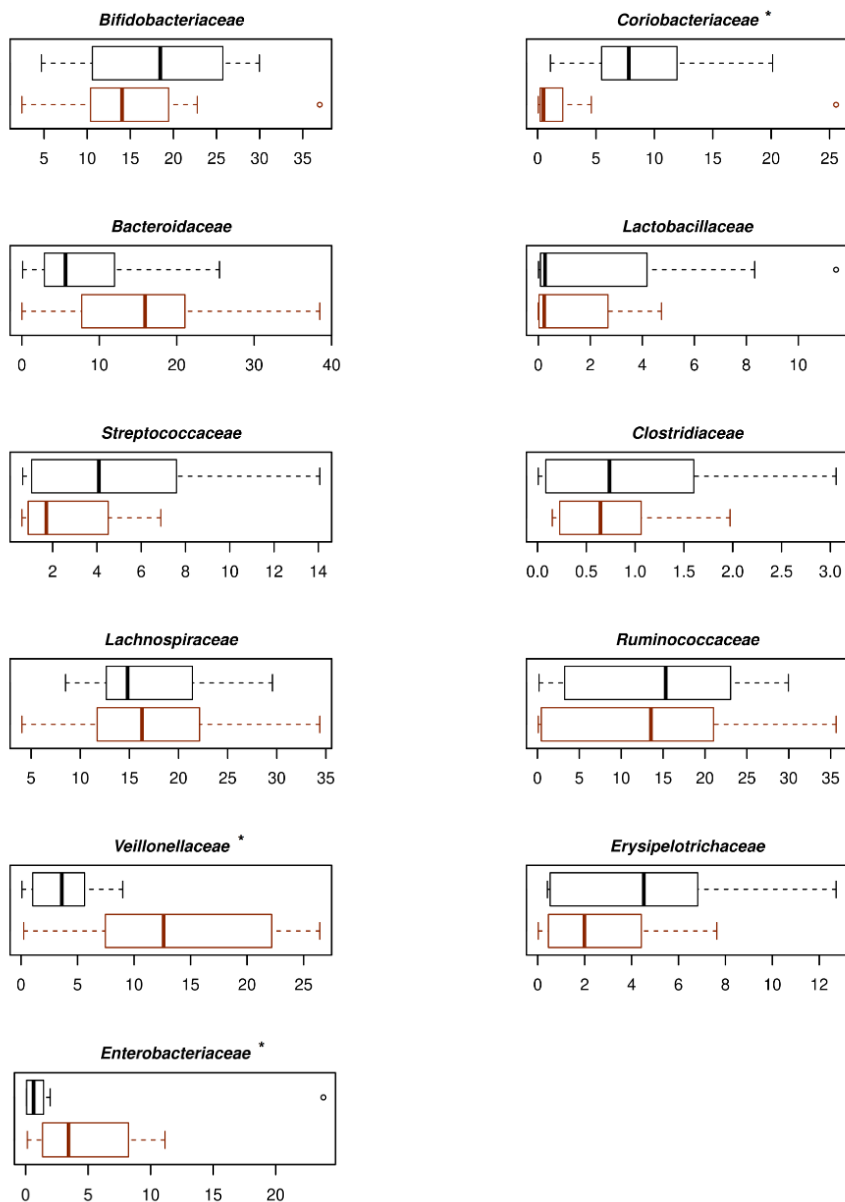 Bifidobacteriaceae
5 10 15 20 25 30 35
Coriobacteriaceae *
0 5 10 15 20 25
Bacteroidaceae
0 10 20 30 40
Lactobacillaceae
0 2 4 6 8 10
Streptococcaceae
2 4 6 8 10 12 14
Clostridiaceae
0.0 0.5 1.0 1.5 2.0 2.5 3.0
Lachnospiraceae
5 10 15 20 25 30 35
Ruminococcaceae
0 5 10 15 20 25 30 35
Veillonellaceae *
0 5 10 15 20 25
Erysipelotrichaceae
0 2 4 6 8 10 12
Enterobacteriaceae *
0 5 10 15 20